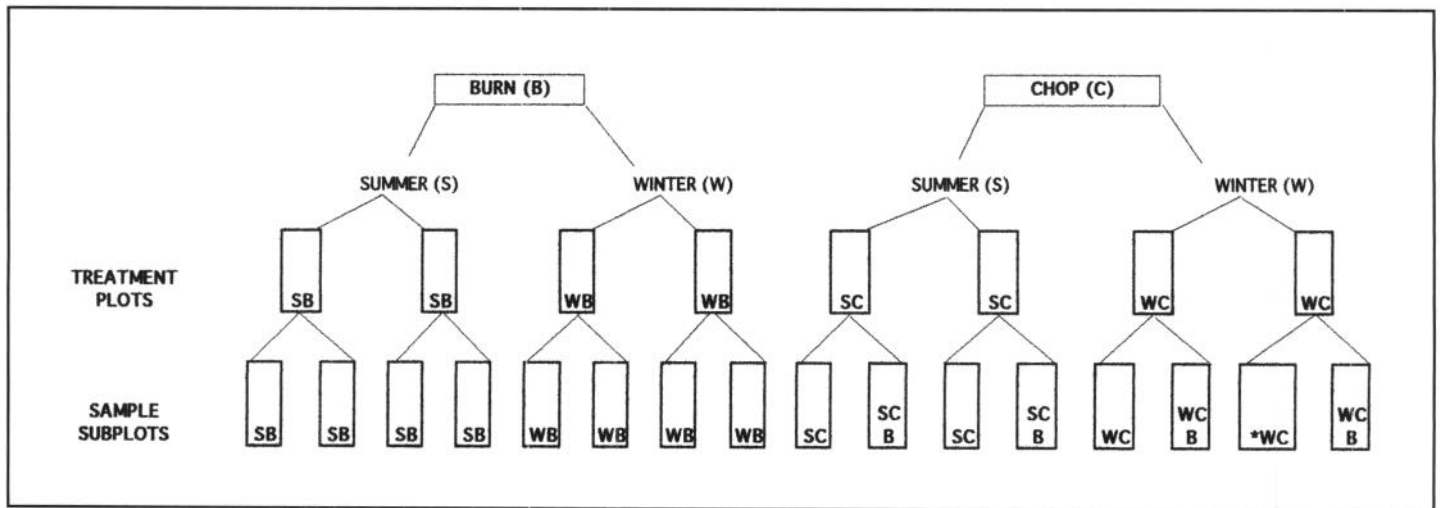 BURN (B)
CHOP (C)
SUMMER (S)
WINTER (W)
SUMMER (S)
WINTER (W)
TREATMENT
PLOTS
SB
SB
WB
WB
SC
SC
WC
WC
SAMPLE
SUBPLOTS
SB
SB
SB
SB
WB
WB
WB
WB
SC
SC
B
SC
SC
B
WC
WC
B
*WC
WC
B